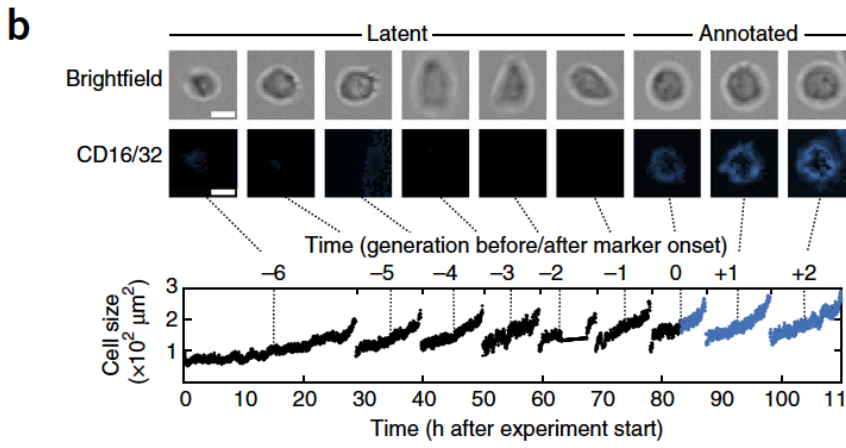 b
Latent Annotated
Brightfield
CD16/32
Time (generation before/after marker onset)
–6 –5 –4 –3 –2 –1 0 +1 +2
Cell size
(×10² μm²)
3
2
1
0 10 20 30 40 50 60 70 80 90 100 11
Time (h after experiment start)